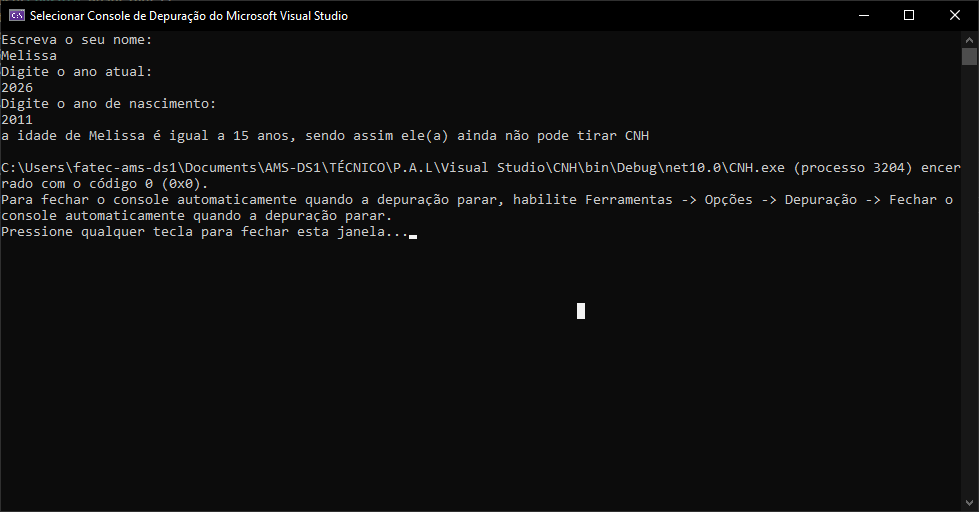 Selecionar Console de Depuração do Microsoft Visual Studio
Escreva o seu nome:
Melissa
Digite o ano atual:
2026
Digite o ano de nascimento:
2011
a idade de Melissa é igual a 15 anos, sendo assim ele(a) ainda não pode tirar CNH
C:\Users\fatec-ams-ds1\Documents\AMS-DS1\TÉCNICO\P.A.L\Visual Studio\CNH\bin\Debug\net10.0\CNH.exe (processo 3204) encer
rado com o código 0 (0x0).
Para fechar o console automaticamente quando a depuração parar, habilite Ferramentas -> Opções -> Depuração -> Fechar o
console automaticamente quando a depuração parar.
Pressione qualquer tecla para fechar esta janela...